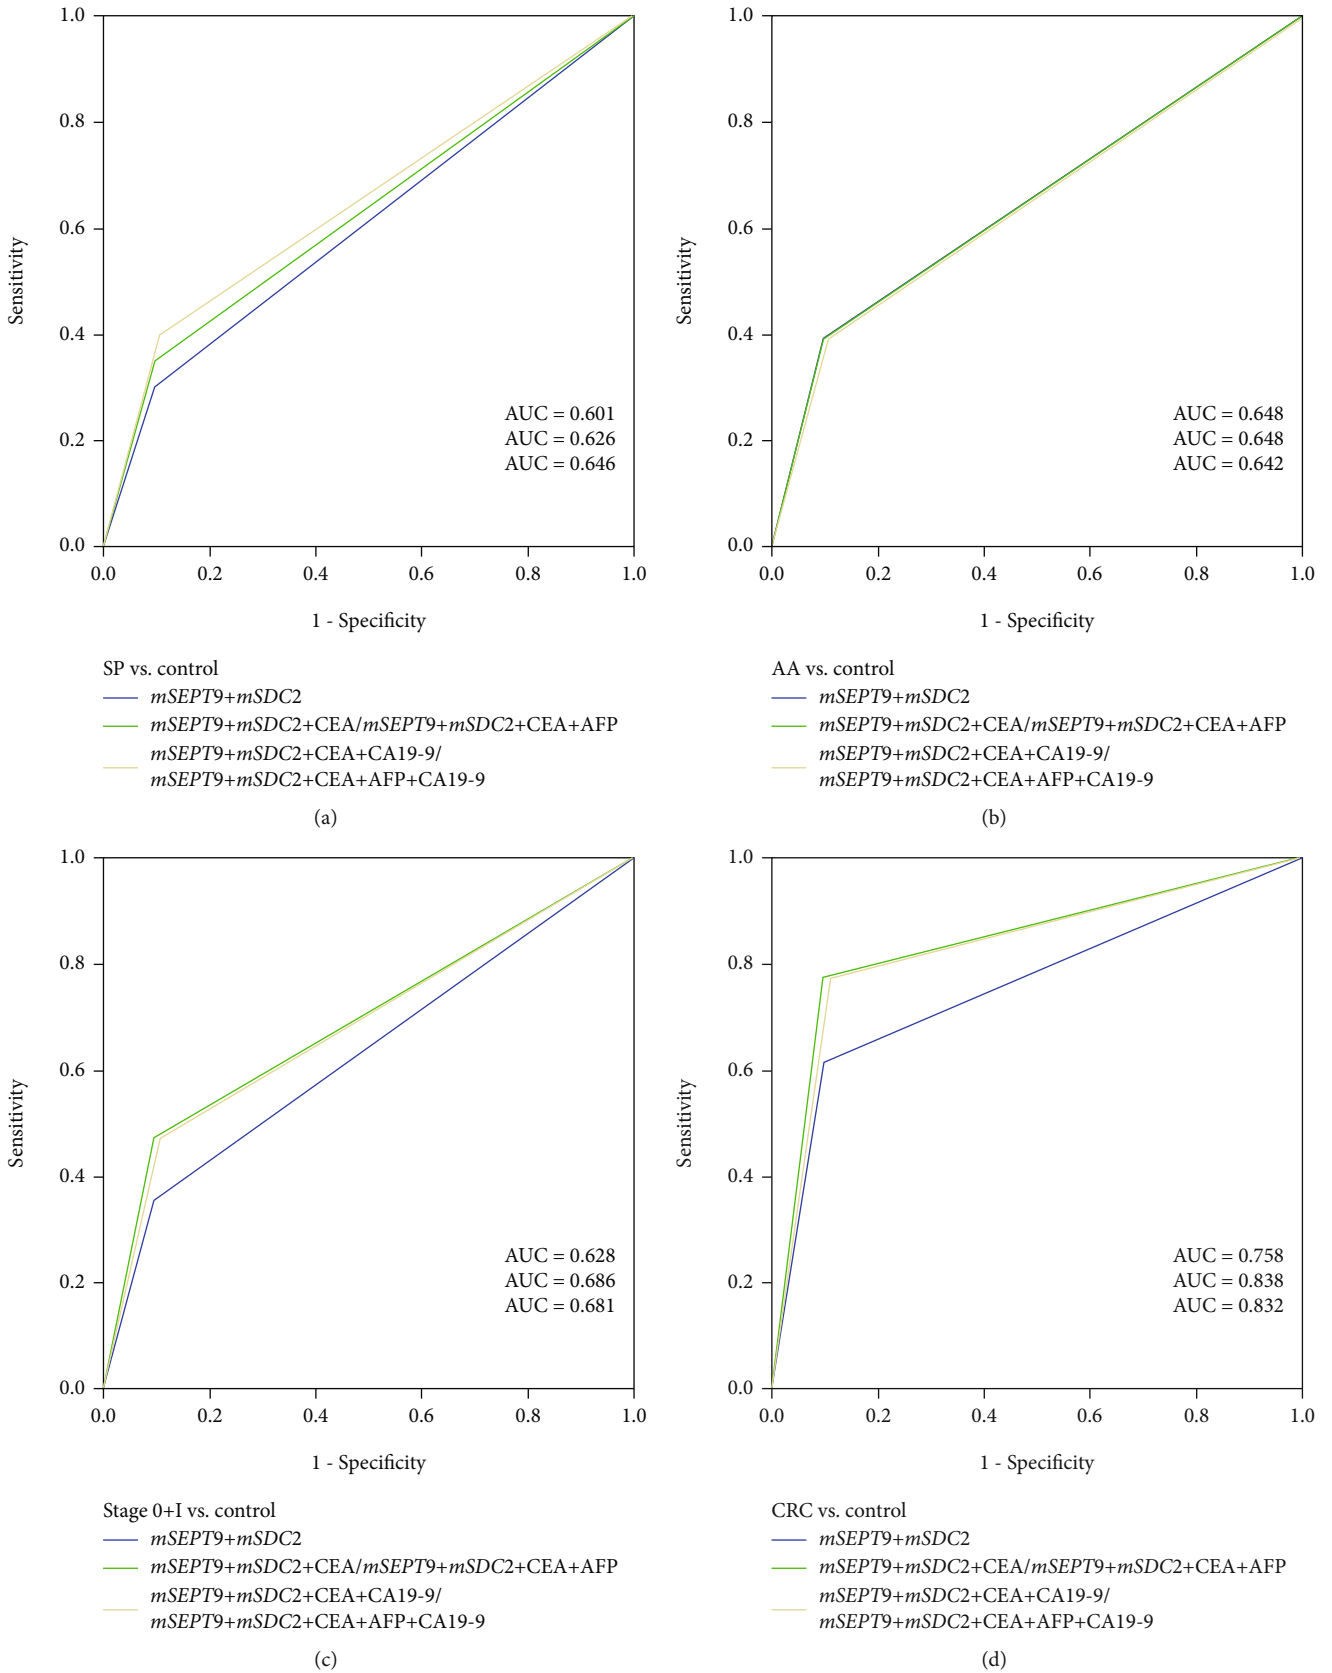 1.0
0.8
0.6
0.4
0.2
0.0
Sensitivity
0.0 0.2 0.4 0.6 0.8 1.0
1 - Specificity
AUC = 0.601
AUC = 0.626
AUC = 0.646
SP vs. control
mSEPT9+mSDC2
mSEPT9+mSDC2+CEA/mSEPT9+mSDC2+CEA+AFP
mSEPT9+mSDC2+CEA+CA19-9/
mSEPT9+mSDC2+CEA+AFP+CA19-9
(a)
1.0
0.8
0.6
0.4
0.2
0.0
Sensitivity
0.0 0.2 0.4 0.6 0.8 1.0
1 - Specificity
AUC = 0.648
AUC = 0.648
AUC = 0.642
AA vs. control
mSEPT9+mSDC2
mSEPT9+mSDC2+CEA/mSEPT9+mSDC2+CEA+AFP
mSEPT9+mSDC2+CEA+CA19-9/
mSEPT9+mSDC2+CEA+AFP+CA19-9
(b)
1.0
0.8
0.6
0.4
0.2
0.0
Sensitivity
0.0 0.2 0.4 0.6 0.8 1.0
1 - Specificity
AUC = 0.628
AUC = 0.686
AUC = 0.681
Stage 0+I vs. control
mSEPT9+mSDC2
mSEPT9+mSDC2+CEA/mSEPT9+mSDC2+CEA+AFP
mSEPT9+mSDC2+CEA+CA19-9/
mSEPT9+mSDC2+CEA+AFP+CA19-9
(c)
1.0
0.8
0.6
0.4
0.2
0.0
Sensitivity
0.0 0.2 0.4 0.6 0.8 1.0
1 - Specificity
AUC = 0.758
AUC = 0.838
AUC = 0.832
CRC vs. control
mSEPT9+mSDC2
mSEPT9+mSDC2+CEA/mSEPT9+mSDC2+CEA+AFP
mSEPT9+mSDC2+CEA+CA19-9/
mSEPT9+mSDC2+CEA+AFP+CA19-9
(d)